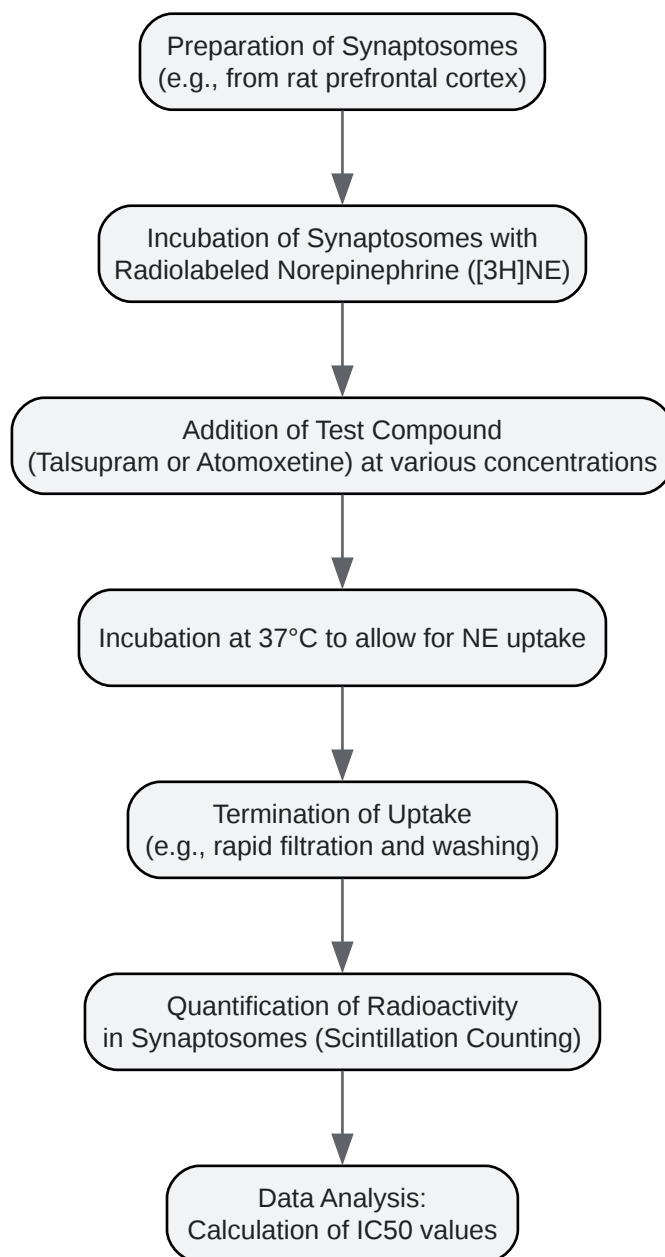 Preparation of Synaptosomes
(e.g., from rat prefrontal cortex)
Incubation of Synaptosomes with
Radiolabeled Norepinephrine ([3H]NE)
Addition of Test Compound
(Talsupram or Atomoxetine) at various concentrations
Incubation at 37°C to allow for NE uptake
Termination of Uptake
(e.g., rapid filtration and washing)
Quantification of Radioactivity
in Synaptosomes (Scintillation Counting)
Data Analysis:
Calculation of IC50 values